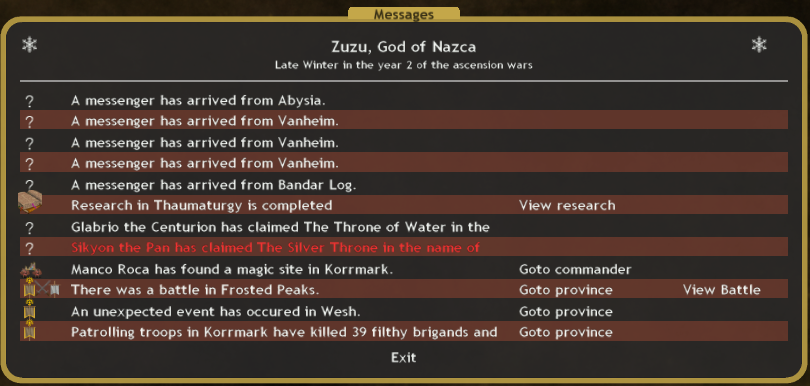 Messages
Zuzu, God of Nazca
Late Winter in the year 2 of the ascension wars
? A messenger has arrived from Abysia.
? A messenger has arrived from Vanheim.
? A messenger has arrived from Vanheim.
? A messenger has arrived from Vanheim.
? A messenger has arrived from Bandar Log.
Research in Thaumaturgy is completed View research
? Glabrio the Centurion has claimed The Throne of Water in the
? Sikyon the Pan has claimed The Silver Throne in the name of
Manco Roca has found a magic site in Korrmark. Goto commander
There was a battle in Frosted Peaks. Goto province View Battle
An unexpected event has occured in Wesh. Goto province
Patrolling troops in Korrmark have killed 39 filthy brigands and Goto province
Exit